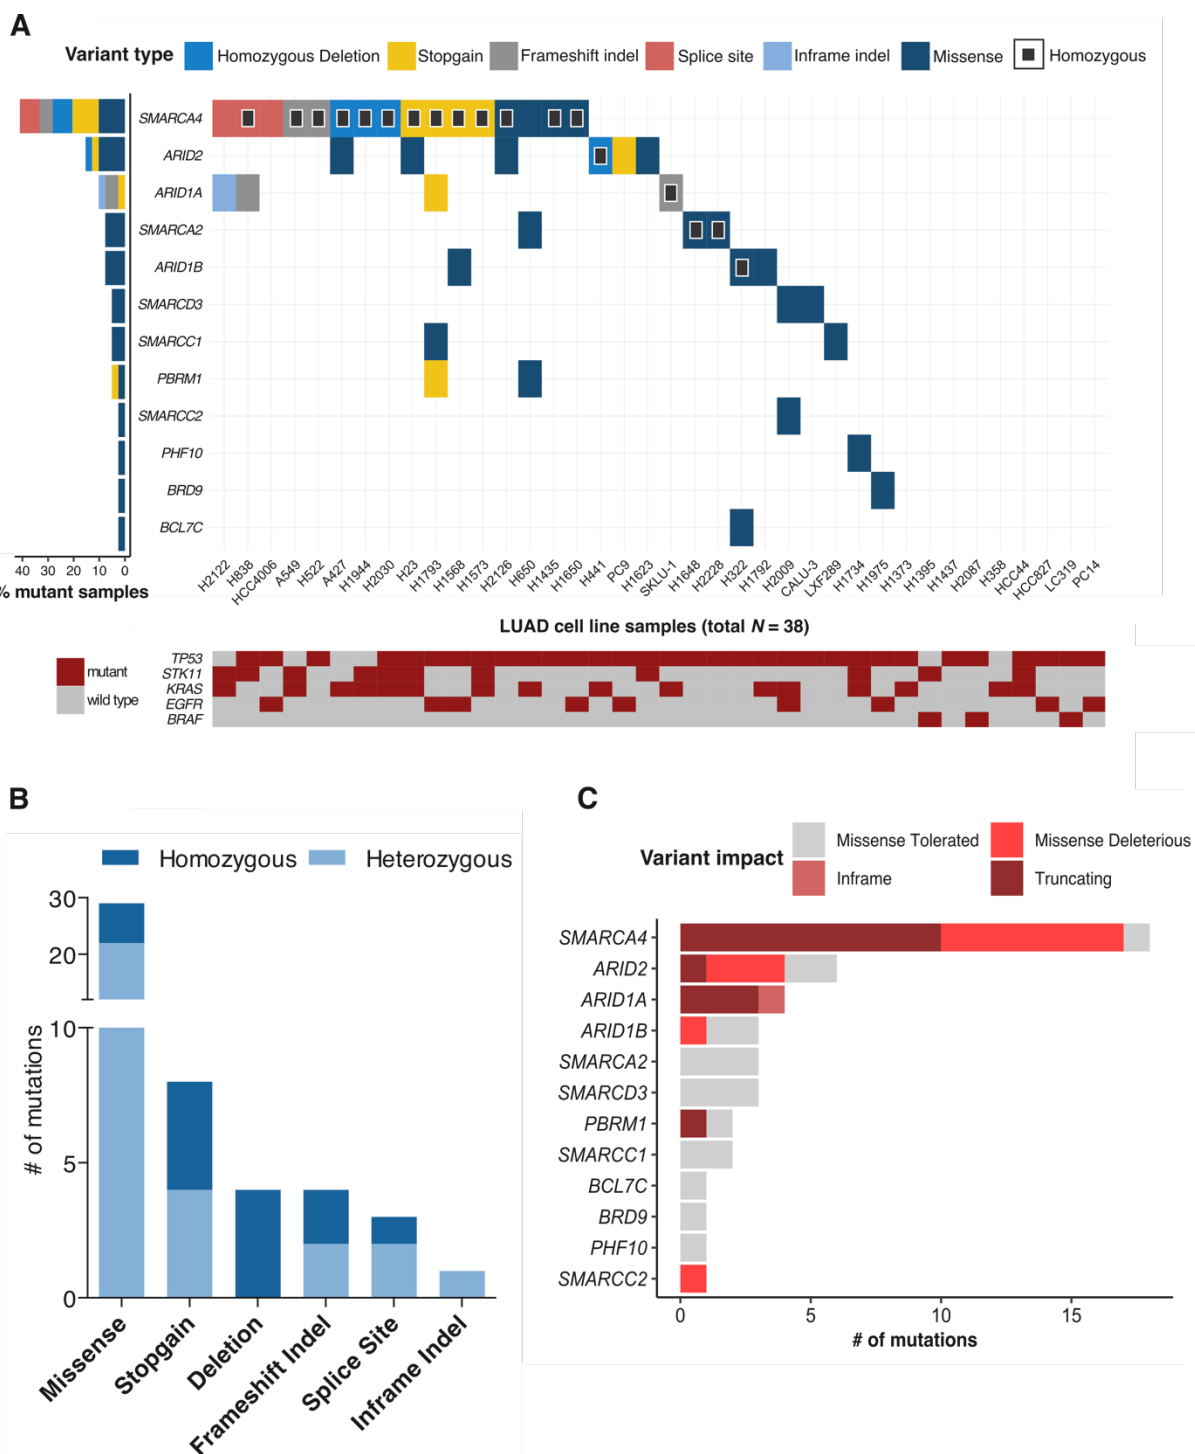 A
Variant type Homozygous Deletion Stopgain Frameshift indel Splice site Inframe indel Missense Homozygous
SMARCA4
ARID2
ARID1A
SMARCA2
ARID1B
SMARCD3
SMARCC1
PBRM1
SMARCC2
PHF10
BRD9
BCL7C
40 30 20 10 0
% mutant samples
H2122 H838 HCC4006 A549 H522 A427 H1944 H2030 H23 H1793 H1568 H1573 H2126 H650 H1435 H1650 H441 PC9 H1623 SKLU-1 H1648 H2228 H322 H1792 H2009 CALU-3 LXF289 H1734 H1975 H1373 H1395 H1437 H2087 H358 HCC44 HCC827 LC319 PC14
LUAD cell line samples (total N = 38)
mutant
wild type
TP53
STK11
KRAS
EGFR
BRAF
B
Homozygous Heterozygous
# of mutations
30
20
10
5
0
Missense Stopgain Deletion Frameshift Indel Splice Site Inframe Indel
C
Variant impact
Missense Tolerated Missense Deleterious
Inframe Truncating
SMARCA4
ARID2
ARID1A
ARID1B
SMARCA2
SMARCD3
PBRM1
SMARCC1
BCL7C
BRD9
PHF10
SMARCC2
0 5 10 15
# of mutations